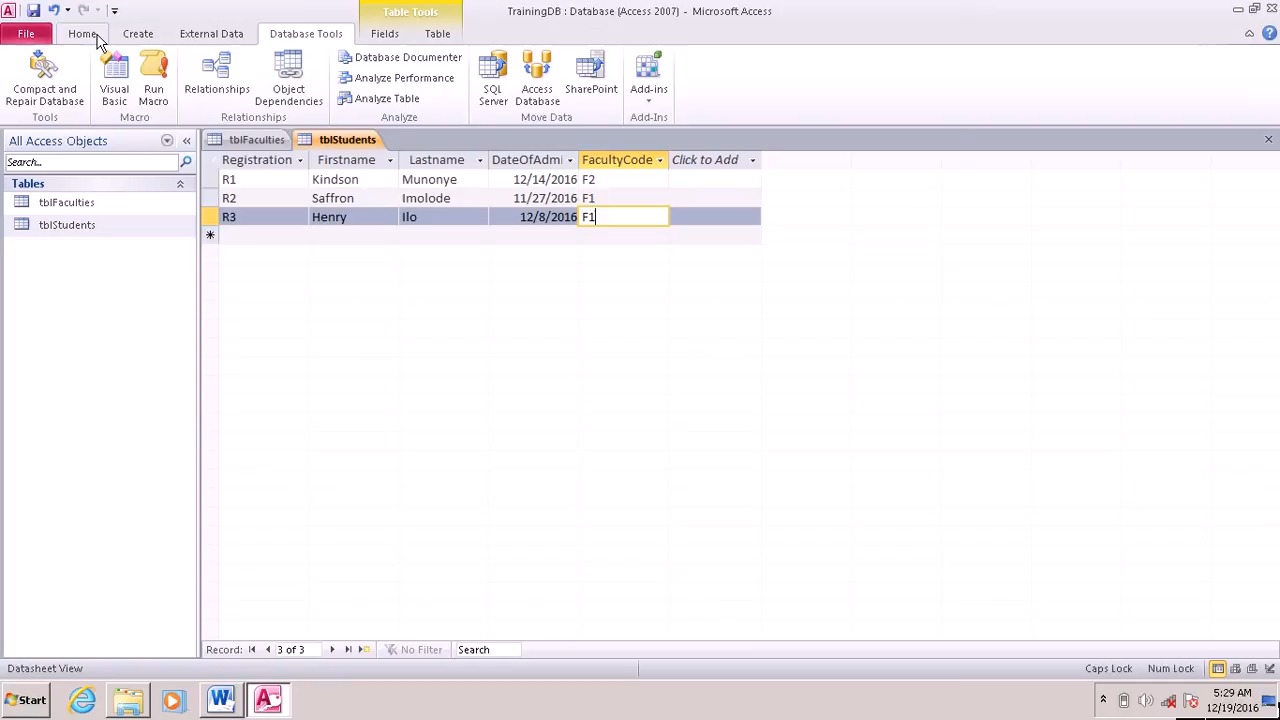 Table Tools
TrainingDB : Database (Access 2007) - Microsoft Access
File Home Create External Data Database Tools Fields Table
Compact and Repair Database
Visual Basic
Run Macro
Relationships
Object Dependencies
Database Documenter
Analyze Performance
Analyze Table
SQL Server
Access Database
SharePoint
Add-ins
Tools Macro Relationships Analyze Move Data Add-Ins
All Access Objects
Search...
Tables
tblFaculties
tblStudents
tblFaculties tblStudents
Registration Firstname Lastname DateOfAdmi FacultyCode Click to Add
R1 Kindson Munonye 12/14/2016 F2
R2 Saffron Imolode 11/27/2016 F1
R3 Henry Ilo 12/8/2016 F1
Record: 3 of 3 No Filter Search
Datasheet View Caps Lock Num Lock
Start
5:29 AM
12/19/2016